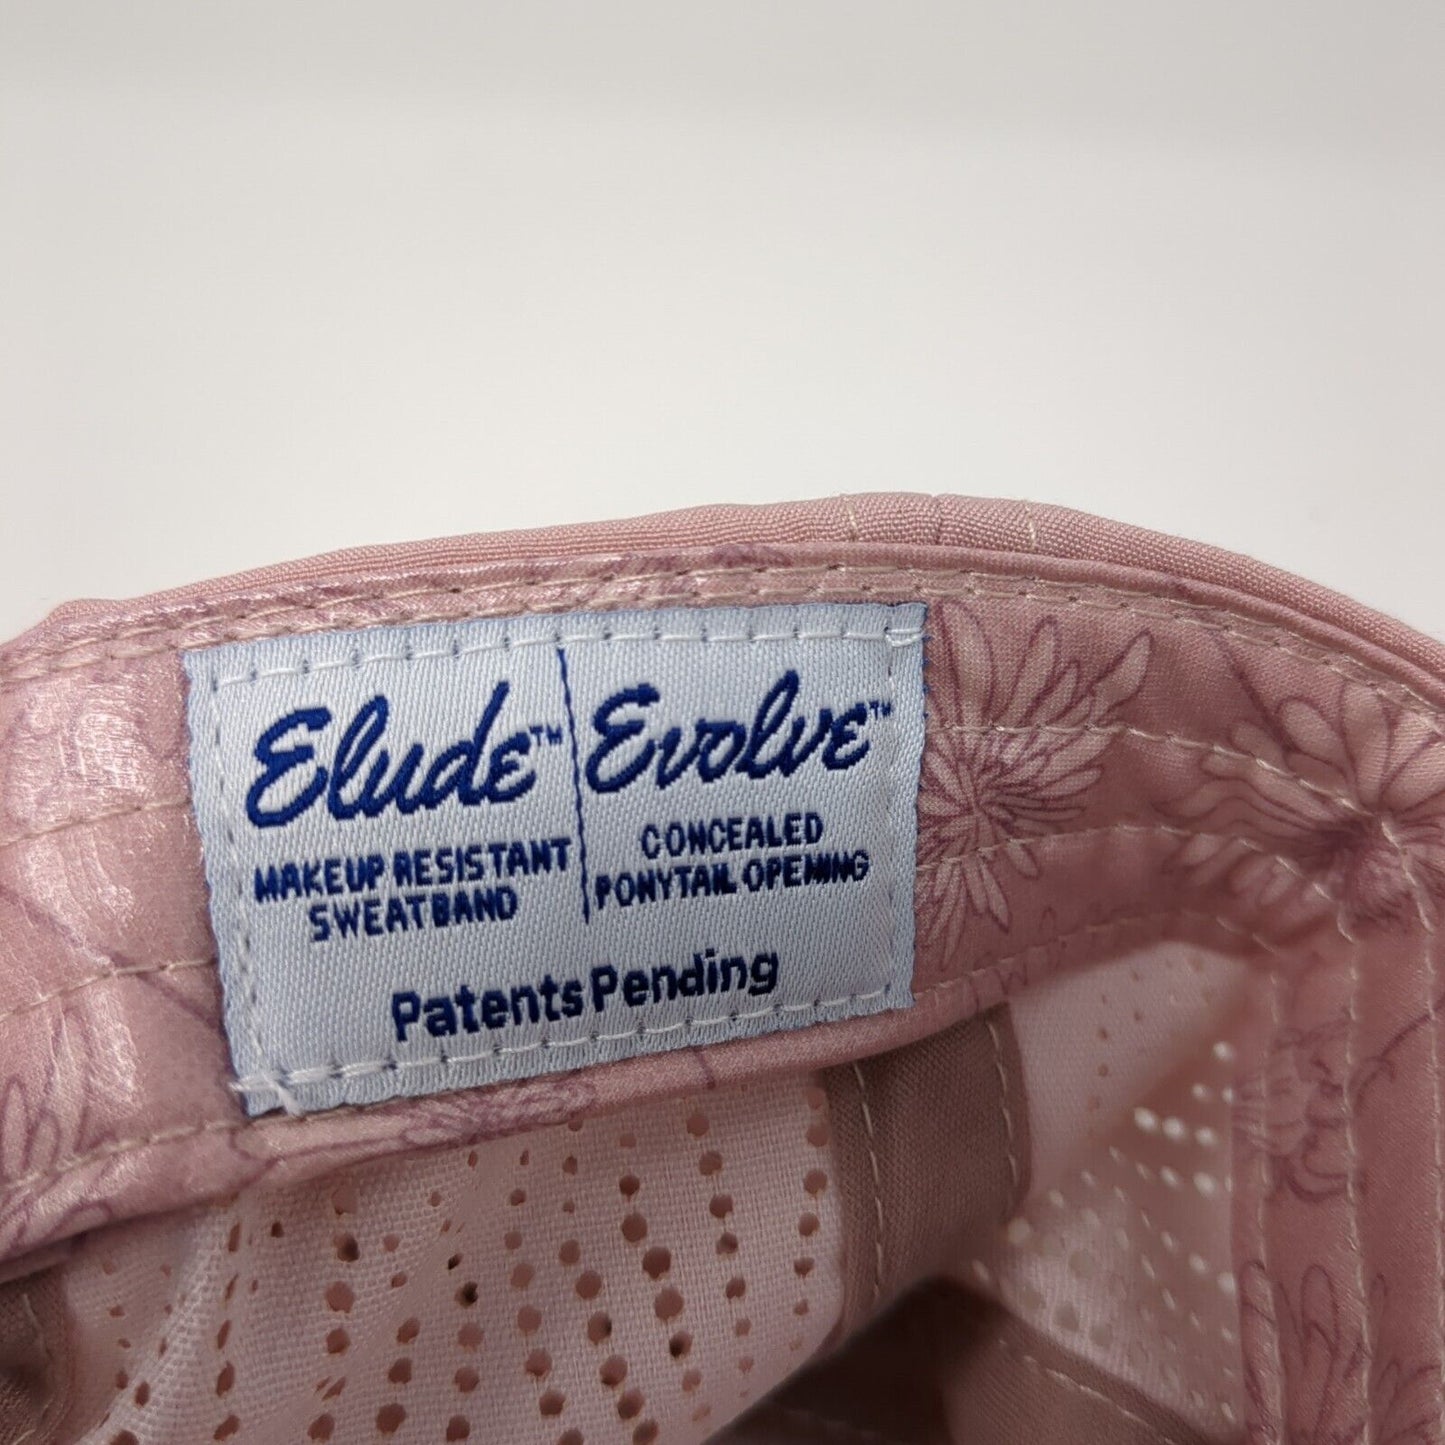 Elude™
MAKEUP RESISTANT
SWEATBAND
Evolve™
CONCEALED
PONYTAIL OPENING
Patents Pending